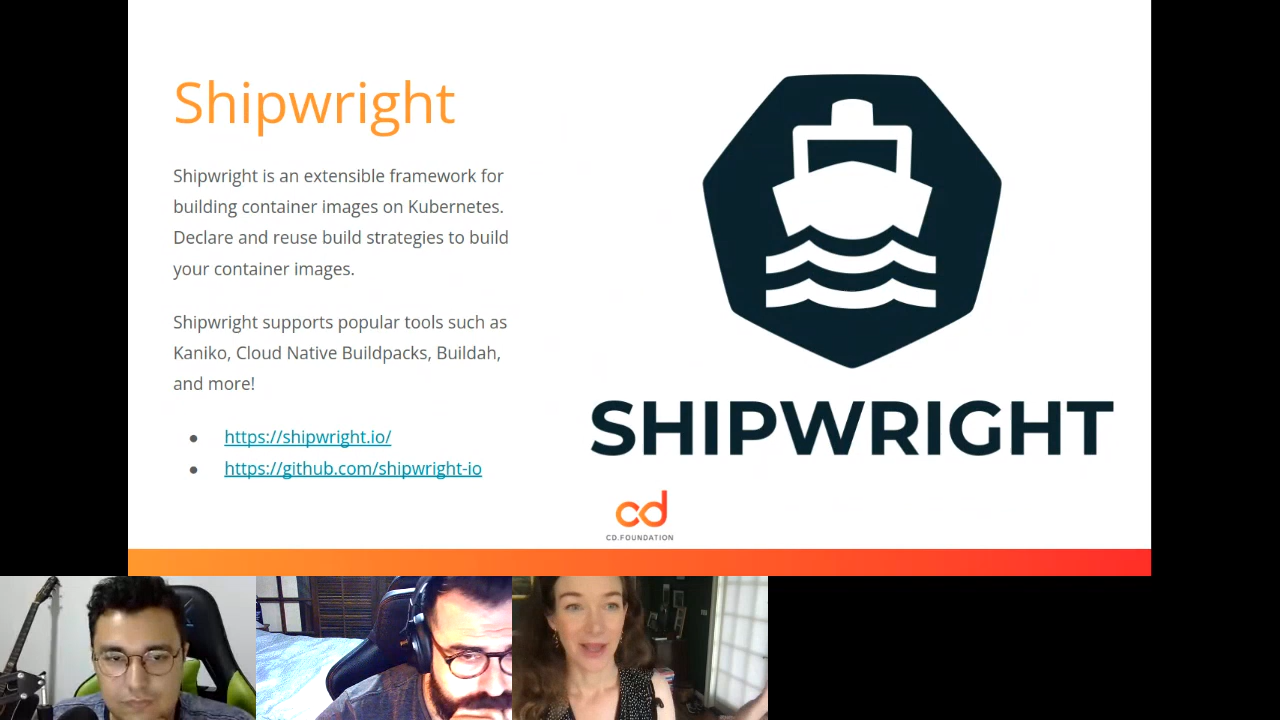 Shipwright
Shipwright is an extensible framework for
building container images on Kubernetes.
Declare and reuse build strategies to build
your container images.
Shipwright supports popular tools such as
Kaniko, Cloud Native Buildpacks, Buildah,
and more!
● https://shipwright.io/
● https://github.com/shipwright-io
SHIPWRIGHT
cd
CD.FOUNDATION